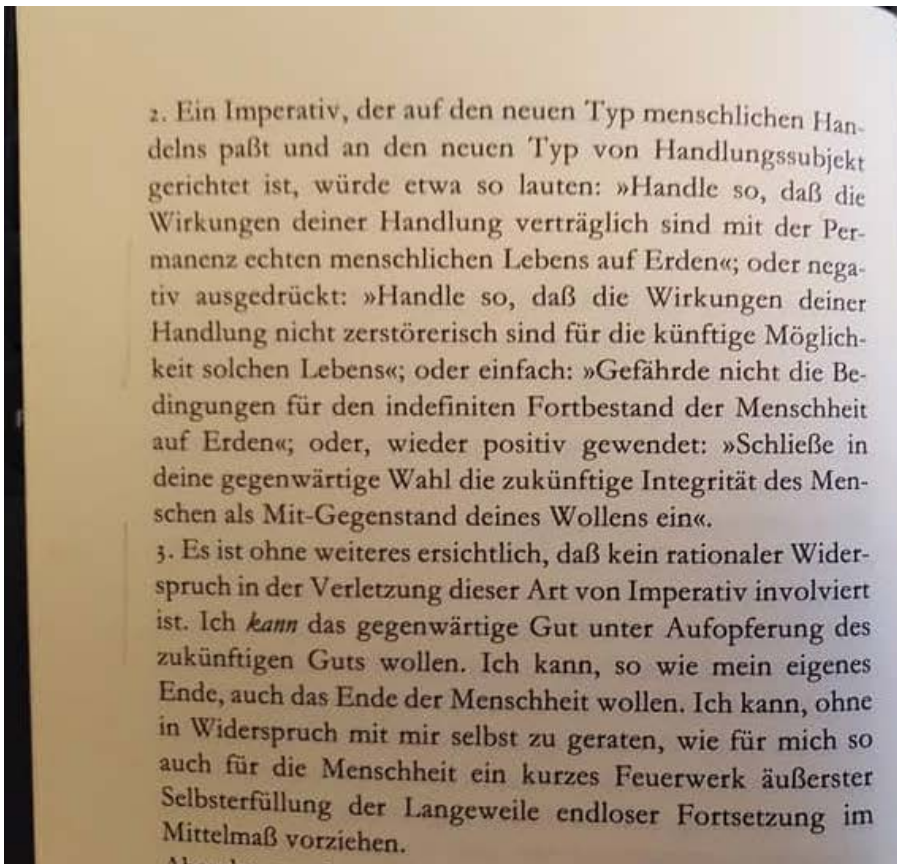 2. Ein Imperativ, der auf den neuen Typ menschlichen Han-
delns paßt und an den neuen Typ von Handlungssubjekt
gerichtet ist, würde etwa so lauten: »Handle so, daß die
Wirkungen deiner Handlung verträglich sind mit der Per-
manenz echten menschlichen Lebens auf Erden«; oder nega-
tiv ausgedrückt: »Handle so, daß die Wirkungen deiner
Handlung nicht zerstörerisch sind für die künftige Möglich-
keit solchen Lebens«; oder einfach: »Gefährde nicht die Be-
dingungen für den indefiniten Fortbestand der Menschheit
auf Erden«; oder, wieder positiv gewendet: »Schließe in
deine gegenwärtige Wahl die zukünftige Integrität des Men-
schen als Mit-Gegenstand deines Wollens ein«.
3. Es ist ohne weiteres ersichtlich, daß kein rationaler Wider-
spruch in der Verletzung dieser Art von Imperativ involviert
ist. Ich kann das gegenwärtige Gut unter Aufopferung des
zukünftigen Guts wollen. Ich kann, so wie mein eigenes
Ende, auch das Ende der Menschheit wollen. Ich kann, ohne
in Widerspruch mit mir selbst zu geraten, wie für mich so
auch für die Menschheit ein kurzes Feuerwerk äußerster
Selbsterfüllung der Langeweile endloser Fortsetzung im
Mittelmaß vorziehen.